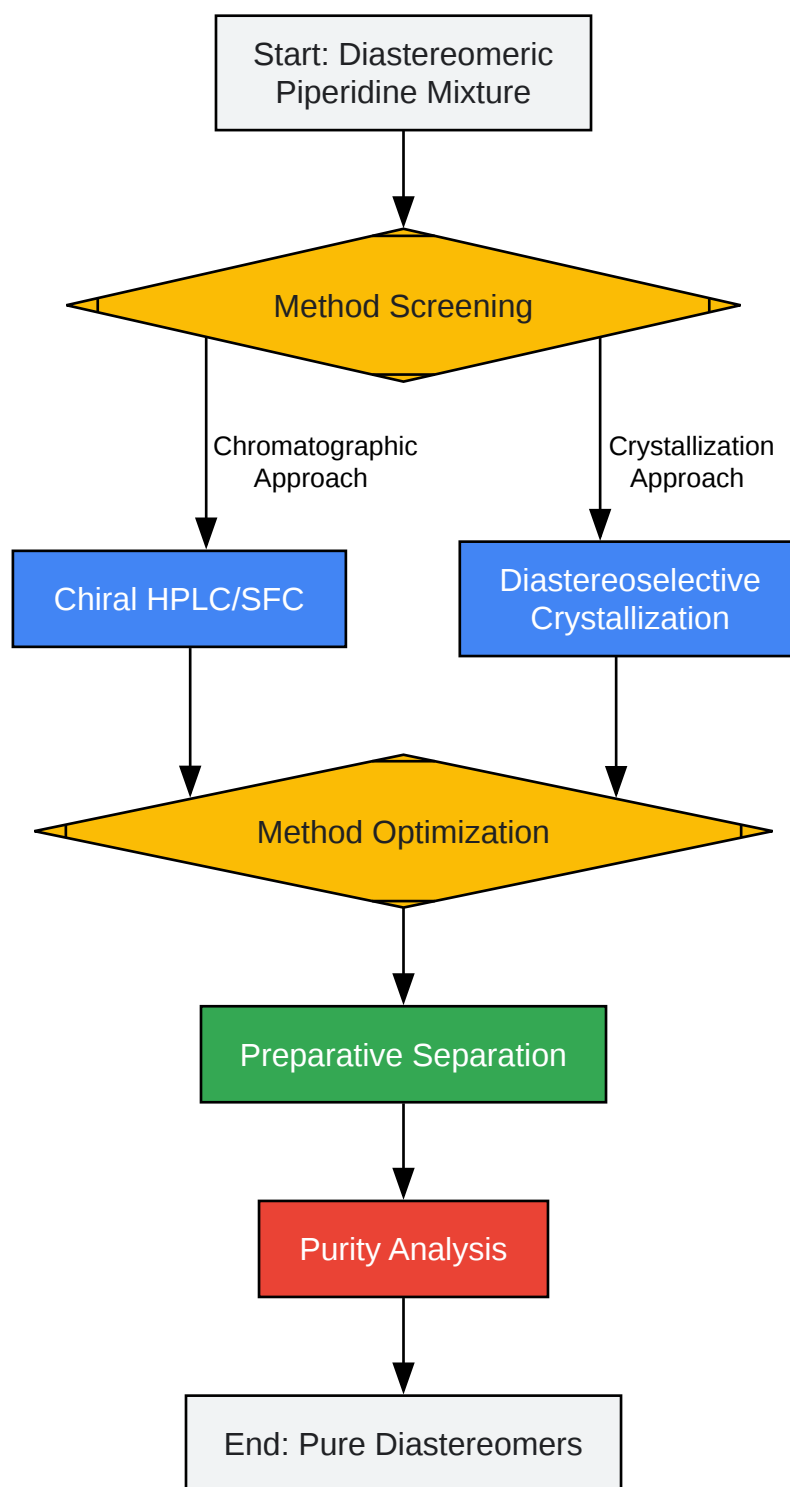 Start: Diastereomeric
Piperidine Mixture
Method Screening
Chromatographic
Approach
Crystallization
Approach
Chiral HPLC/SFC
Diastereoselective
Crystallization
Method Optimization
Preparative Separation
Purity Analysis
End: Pure Diastereomers